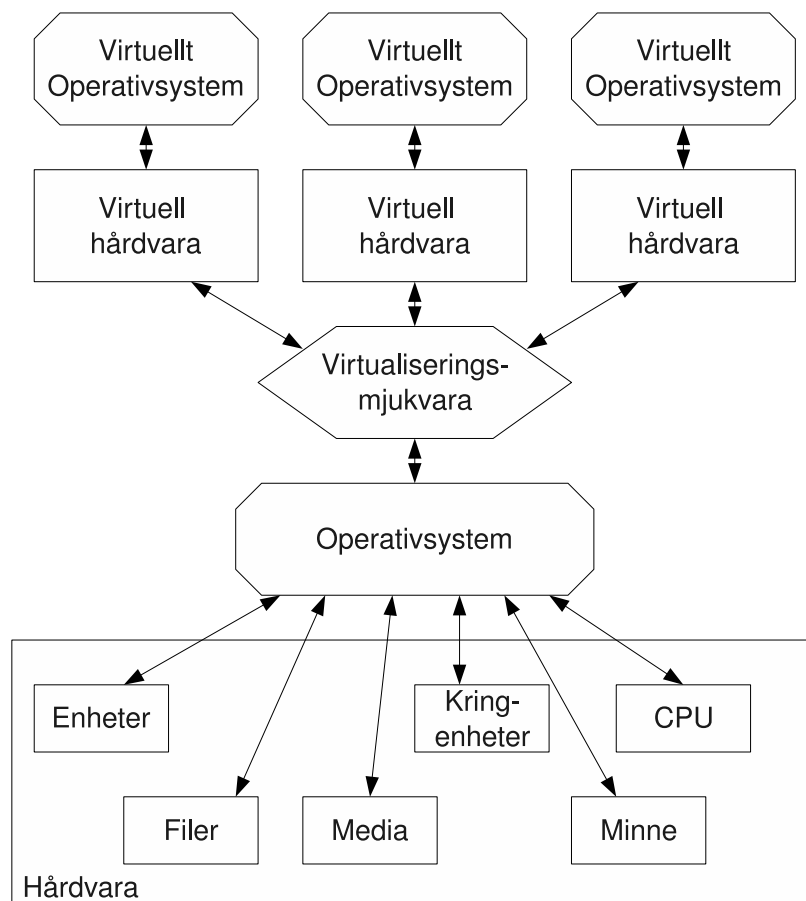 Virtuellt
Operativsystem
Virtuellt
Operativsystem
Virtuellt
Operativsystem
Virtuell
hårdvara
Virtuell
hårdvara
Virtuell
hårdvara
Virtualiserings-
mjukvara
Operativsystem
Enheter
Kring-
enheter
CPU
Filer
Media
Minne
Hårdvara